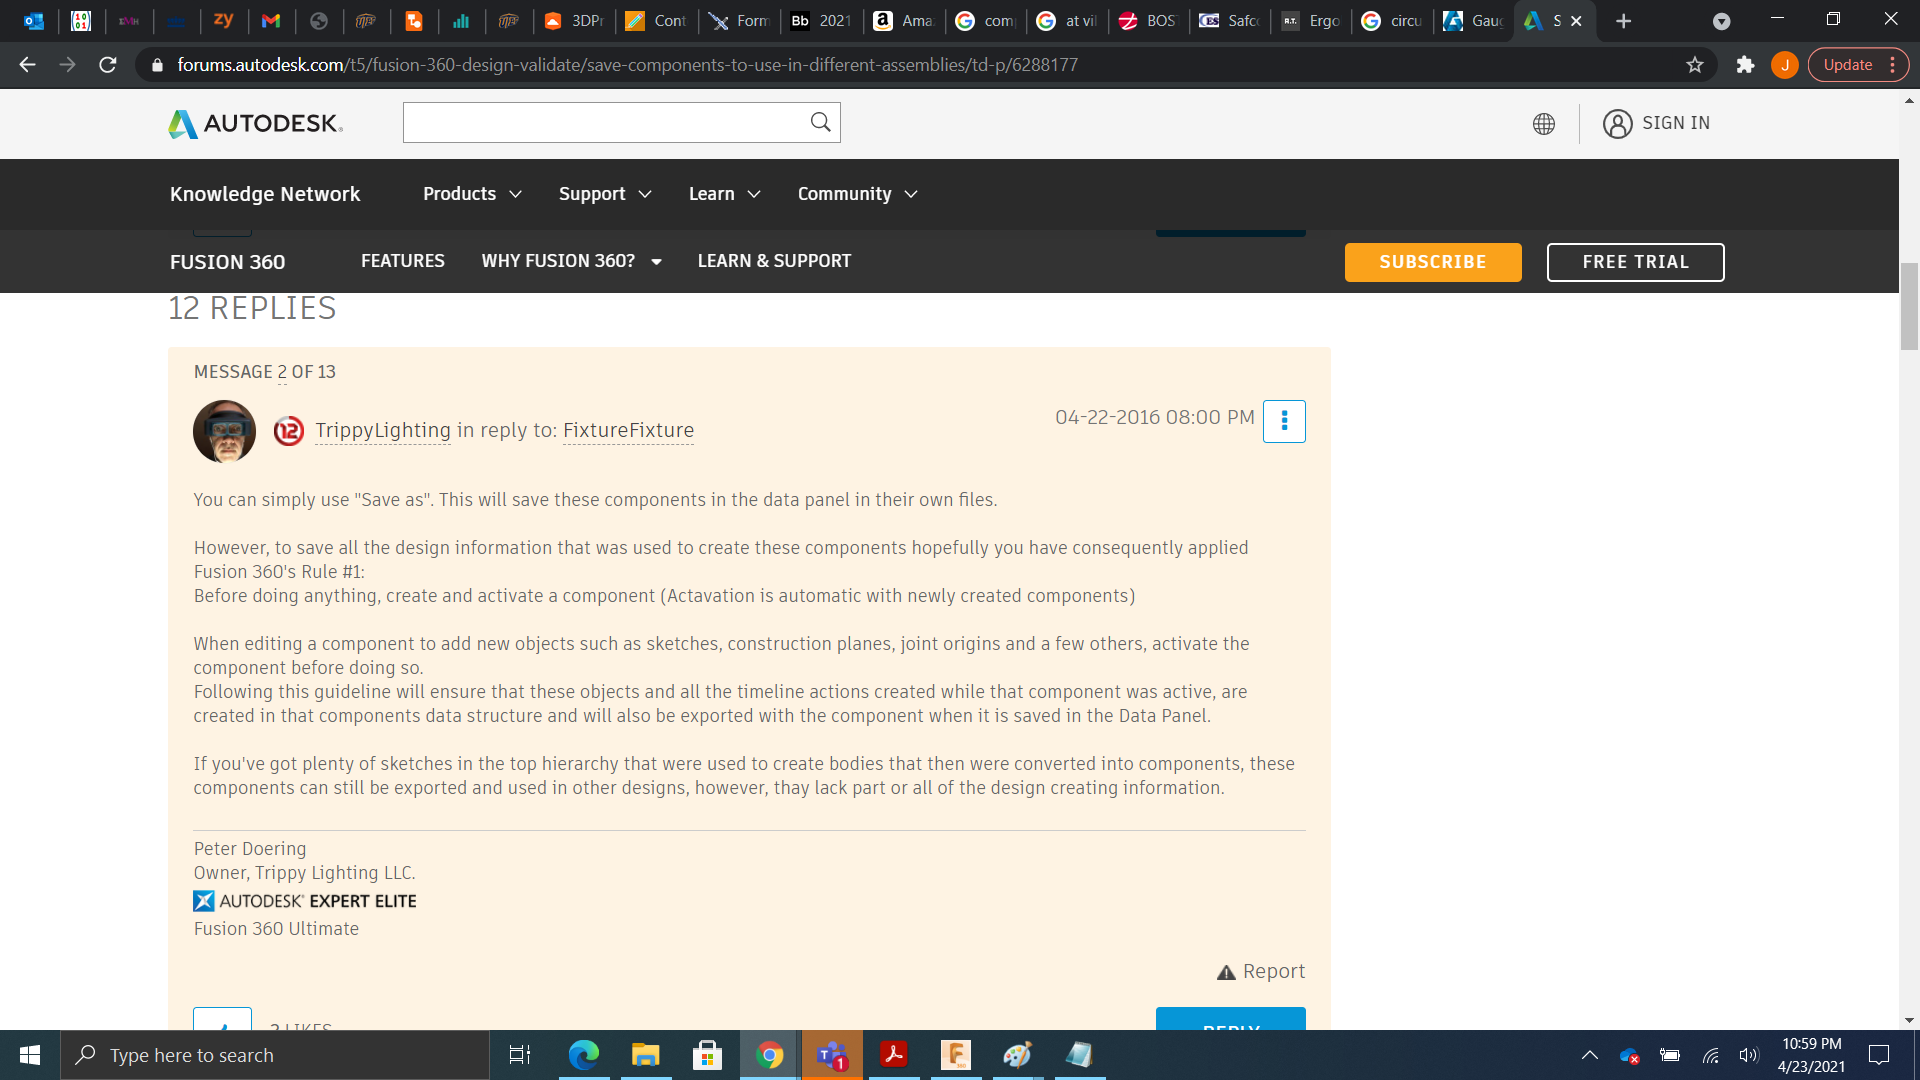 10
01
zy
3DPr
Cont
Form
Bb 2021
a Ama
com
at vil
BOS
Safc
R.T. Ergo
circu
Gau
S
forums.autodesk.com/t5/fusion-360-design-validate/save-components-to-use-in-different-assemblies/td-p/6288177
J
Update
AUTODESK.
SIGN IN
Knowledge Network Products Support Learn Community
FUSION 360 FEATURES WHY FUSION 360? LEARN & SUPPORT SUBSCRIBE FREE TRIAL
12 REPLIES
MESSAGE 2 OF 13
12 TrippyLighting in reply to: FixtureFixture
04-22-2016 08:00 PM
You can simply use "Save as". This will save these components in the data panel in their own files.
However, to save all the design information that was used to create these components hopefully you have consequently applied
Fusion 360's Rule #1:
Before doing anything, create and activate a component (Actavation is automatic with newly created components)
When editing a component to add new objects such as sketches, construction planes, joint origins and a few others, activate the
component before doing so.
Following this guideline will ensure that these objects and all the timeline actions created while that component was active, are
created in that components data structure and will also be exported with the component when it is saved in the Data Panel.
If you've got plenty of sketches in the top hierarchy that were used to create bodies that then were converted into components, these
components can still be exported and used in other designs, however, thay lack part or all of the design creating information.
Peter Doering
Owner, Trippy Lighting LLC.
AUTODESK EXPERT ELITE
Fusion 360 Ultimate
Report
2 LIKES
REPLY
Type here to search
1
10:59 PM
4/23/2021